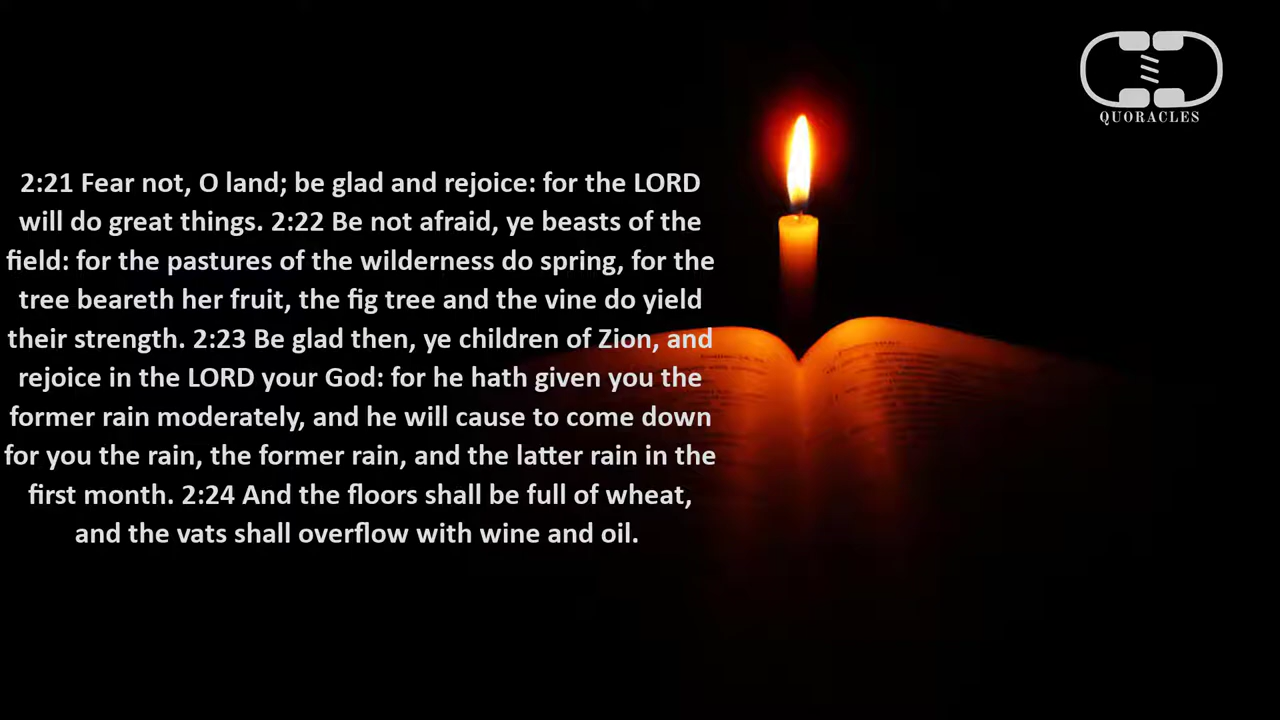 QUORACLES
2:21 Fear not, O land; be glad and rejoice: for the LORD
will do great things. 2:22 Be not afraid, ye beasts of the
field: for the pastures of the wilderness do spring, for the
tree beareth her fruit, the fig tree and the vine do yield
their strength. 2:23 Be glad then, ye children of Zion, and
rejoice in the LORD your God: for he hath given you the
former rain moderately, and he will cause to come down
for you the rain, the former rain, and the latter rain in the
first month. 2:24 And the floors shall be full of wheat,
and the vats shall overflow with wine and oil.